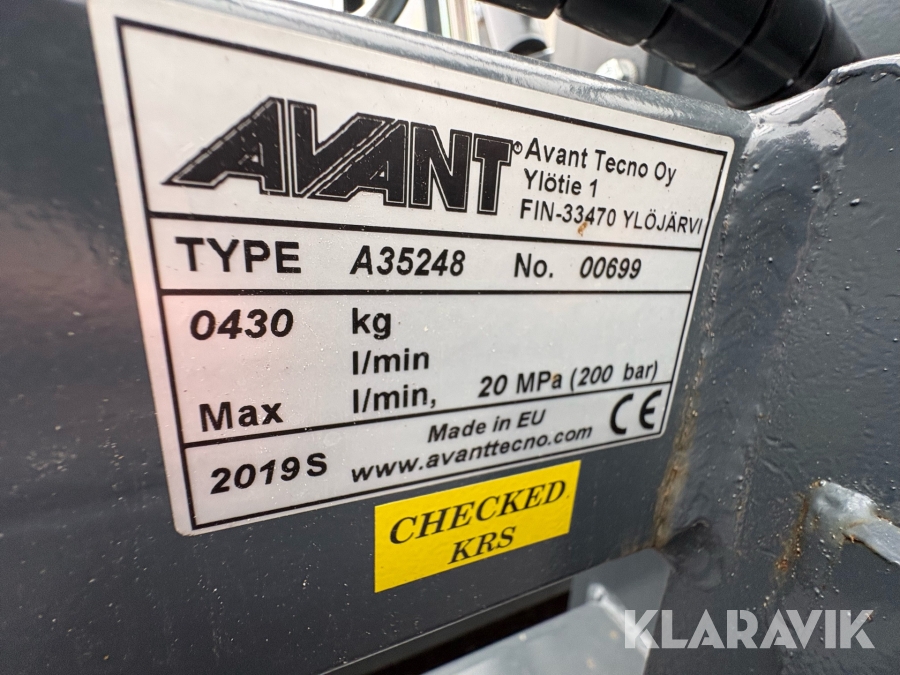 AVANT
Avant Tecno Oy
Ylötie 1
FIN-33470 YLÖJÄRVI
TYPE A35248 No. 00699
0430 kg
l/min
Max l/min, 20 MPa (200 bar)
2019S Made in EU CE
www.avanttecno.com
CHECKED
KRS
KLARAVIK